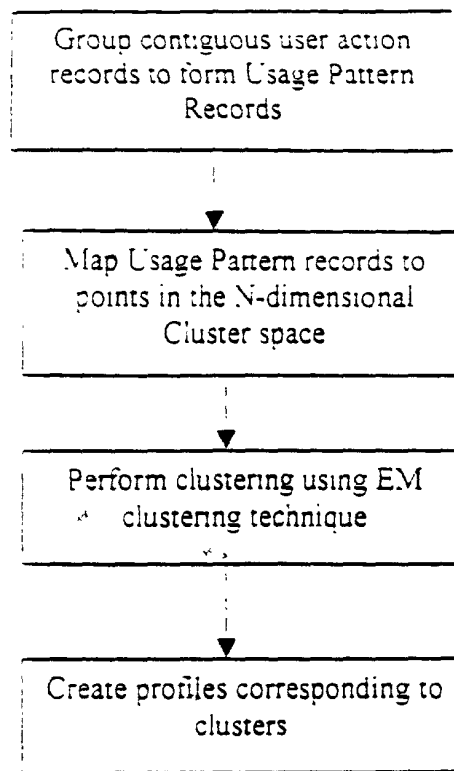 Group contiguous user action
records to form Usage Pattern
Records
Map Usage Pattern records to
points in the N-dimensional
Cluster space
Perform clustering using EM
clustering technique
Create profiles corresponding to
clusters